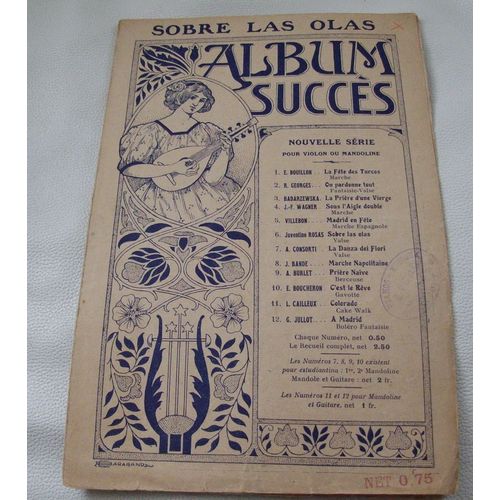 SOBRE LAS OLAS
ALBUM
SUCCÈS
NOUVELLE SÉRIE
POUR VIOLON OU MANDOLINE
1. E. BOUILLON .. La Fête des Turcs
Marche
2. R. GEORGES... On pardonne tout
Fantaisie-Valse
3. BADARZEWSKA. La Prière d'une Vierge
4. J.-F. WAGNER . Sous l'Aigle double
Marche
5. VILLEBON.... Madrid en Fête
Marche Espagnole
6. Juventino ROSAS Sobre las olas
Valse
7. A. CONSORTI . La Danza dei Fiori
Valse
8. J. BANDE.... Marche Napolitaine
9. A. BURLET ... Prière Naïve
Berceuse
10. E. BOUCHERON C'est le Rêve
Gavotte
11. L. CAILLEUX .. Colorado
Cake Walk
12. G. JULLOT.... A Madrid
Boléro Fantaisie
Chaque Numéro, net 0.50
Le Recueil complet, net 2.50
Les Numéros 7, 8, 9, 10 existent
pour estudiantina : 1re, 2e Mandoline
Mandole et Guitare : net 2 fr.
Les Numéros 11 et 12 pour Mandoline
et Guitare, net 1 fr.
NET 0,75